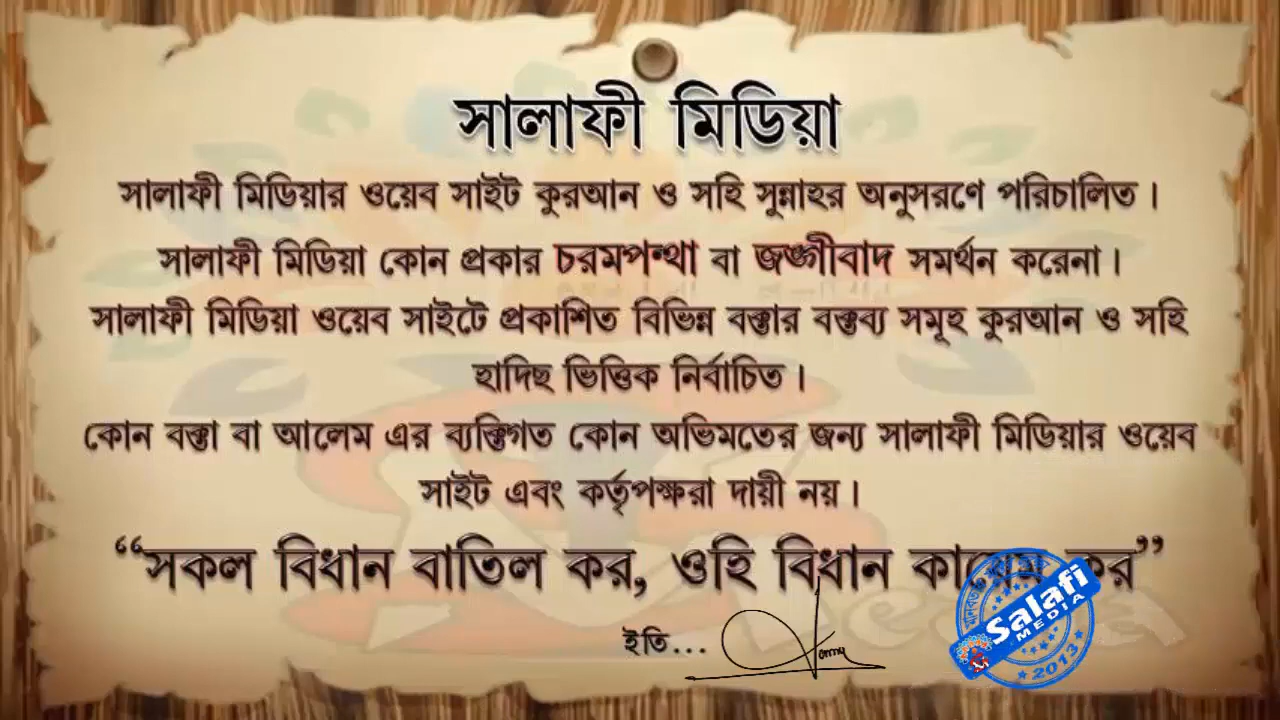 সালাফী মিডিয়া
সালাফী মিডিয়ার ওয়েব সাইট কুরআন ও সহি সুন্নাহর অনুসরণে পরিচালিত।
সালাফী মিডিয়া কোন প্রকার চরমপন্থা বা জঙ্গীবাদ সমর্থন করেনা।
সালাফী মিডিয়া ওয়েব সাইটে প্রকাশিত বিভিন্ন বক্তার বক্তব্য সমূহ কুরআন ও সহি
হাদিছ ভিত্তিক নির্বাচিত।
কোন বক্তা বা আলেম এর ব্যক্তিগত কোন অভিমতের জন্য সালাফী মিডিয়ার ওয়েব
সাইট এবং কর্তৃপক্ষরা দায়ী নয়।
“সকল বিধান বাতিল কর, ওহি বিধান কায়েম কর”
ইতি...
Salafi
MEDIA
2013